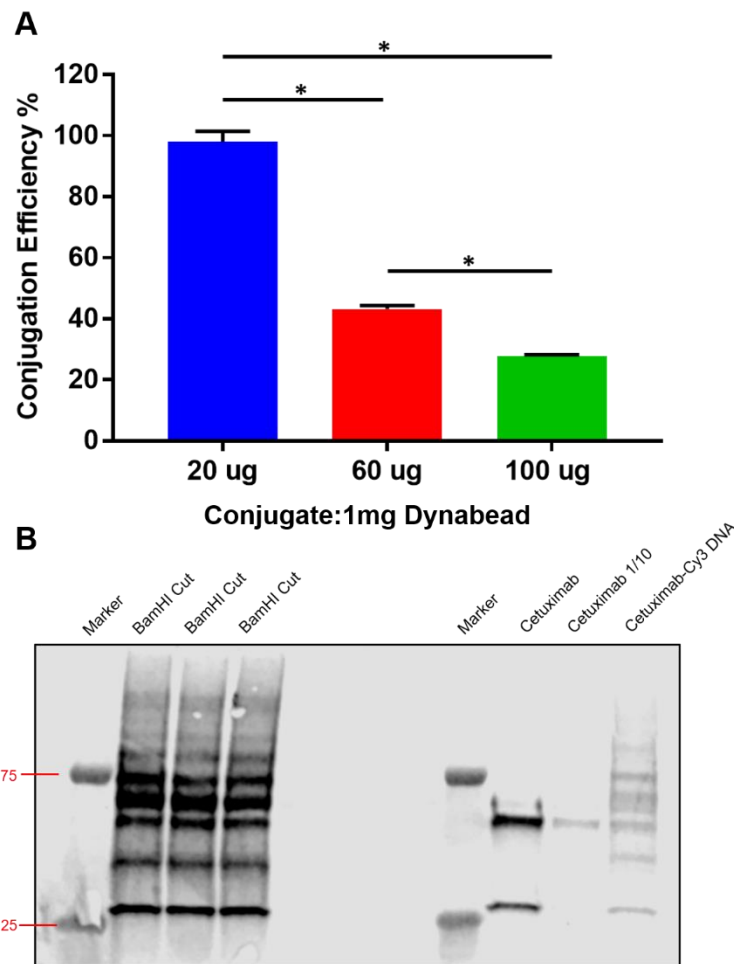 A
*
*
*
Conjugation Efficiency %
120
100
80
60
40
20
0
20 ug 60 ug 100 ug
Conjugate:1mg Dynabead
B
Marker BamHI Cut BamHI Cut BamHI Cut Marker Cetuximab Cetuximab 1/10 Cetuximab-Cy3 DNA
75
25